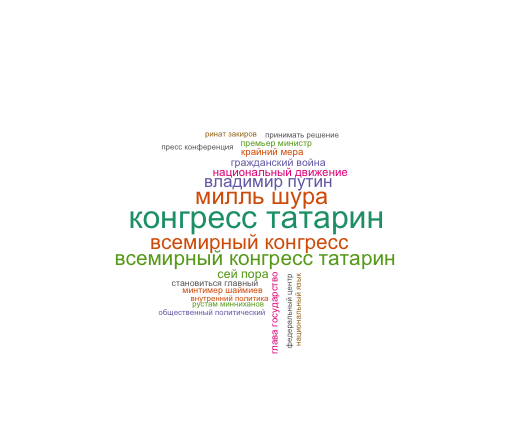 ринат закиров
принимать решение
премьер министр
пресс конференция
крайний мера
гражданский война
национальный движение
владимир путин
милль шура
конгресс татарин
всемирный конгресс
всемирный конгресс татарин
сей пора
становиться главный
минтимер шаймиев
внутренний политика
рустам минниханов
общественный политический
глава государство
федеральный центр
национальный язык